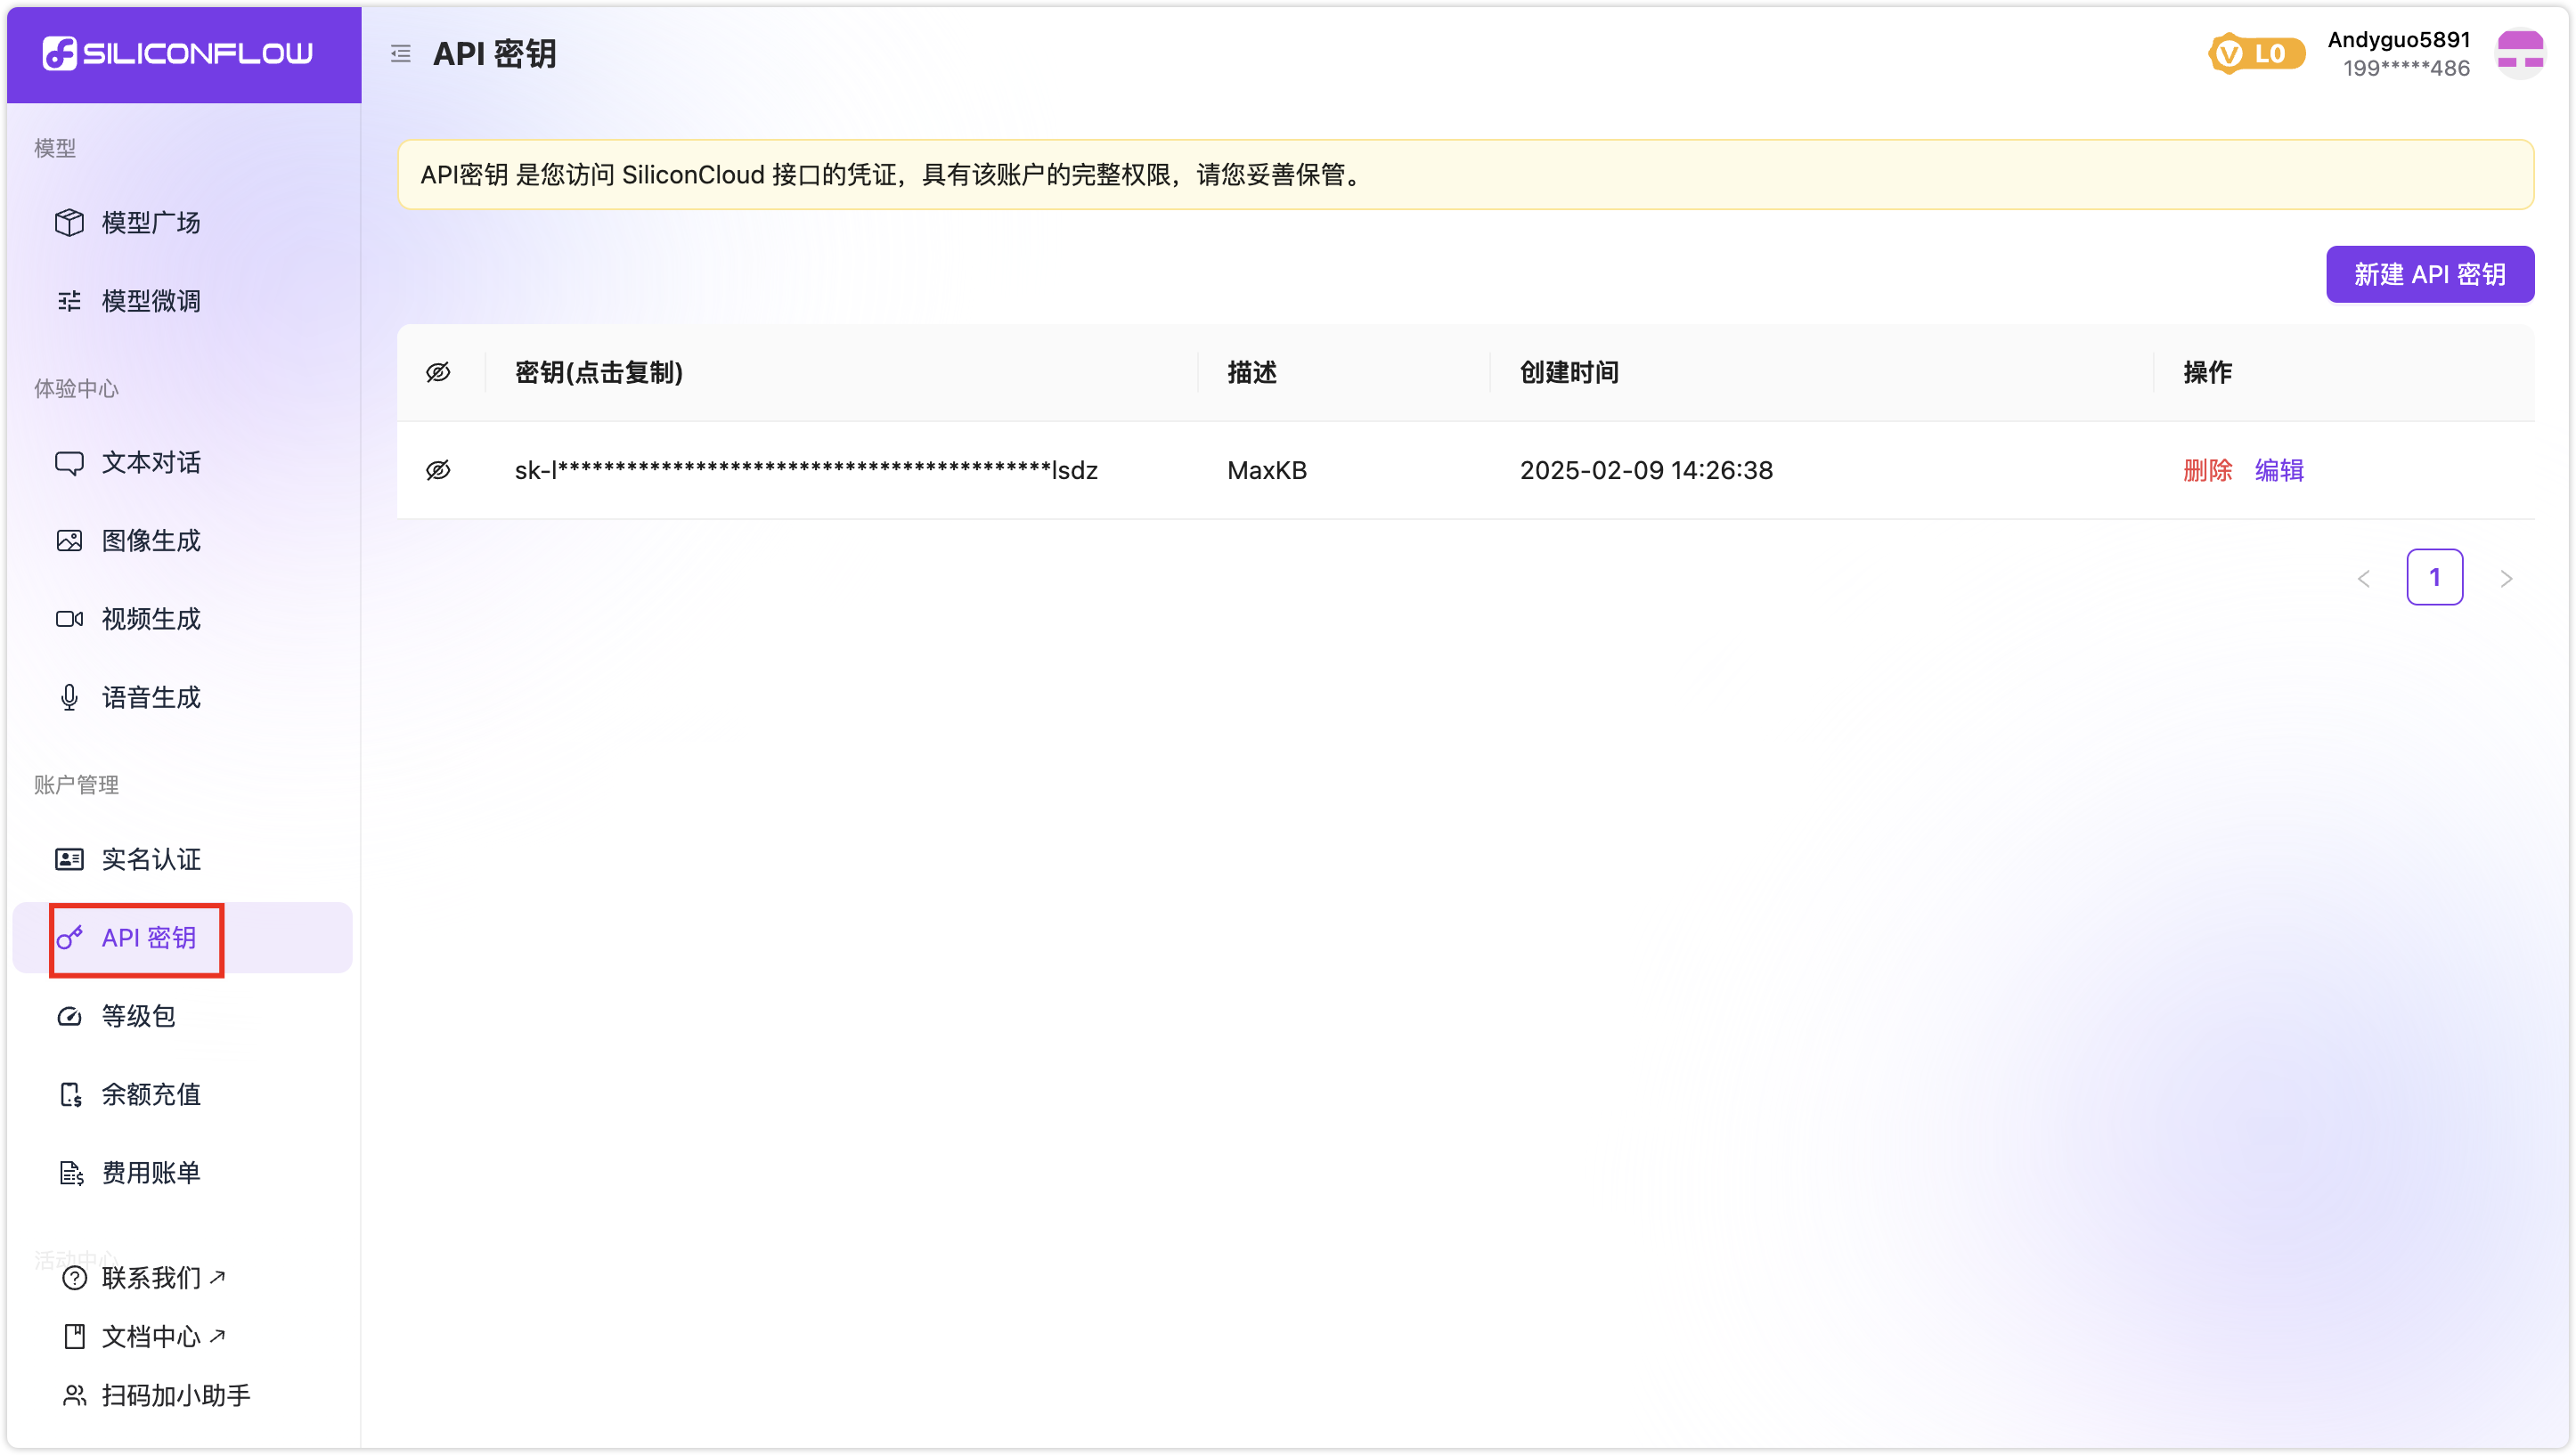 SILICONFLOW
API 密钥
L0
Andyguo5891
199*****486
模型
模型广场
模型微调
体验中心
文本对话
图像生成
视频生成
语音生成
账户管理
实名认证
API 密钥
等级包
余额充值
费用账单
活动中心
联系我们
文档中心
扫码加小助手
API密钥 是您访问 SiliconCloud 接口的凭证，具有该账户的完整权限，请您妥善保管。
新建 API 密钥
密钥(点击复制) 描述 创建时间 操作
sk-l*******************************************lsdz MaxKB 2025-02-09 14:26:38 删除 编辑
1